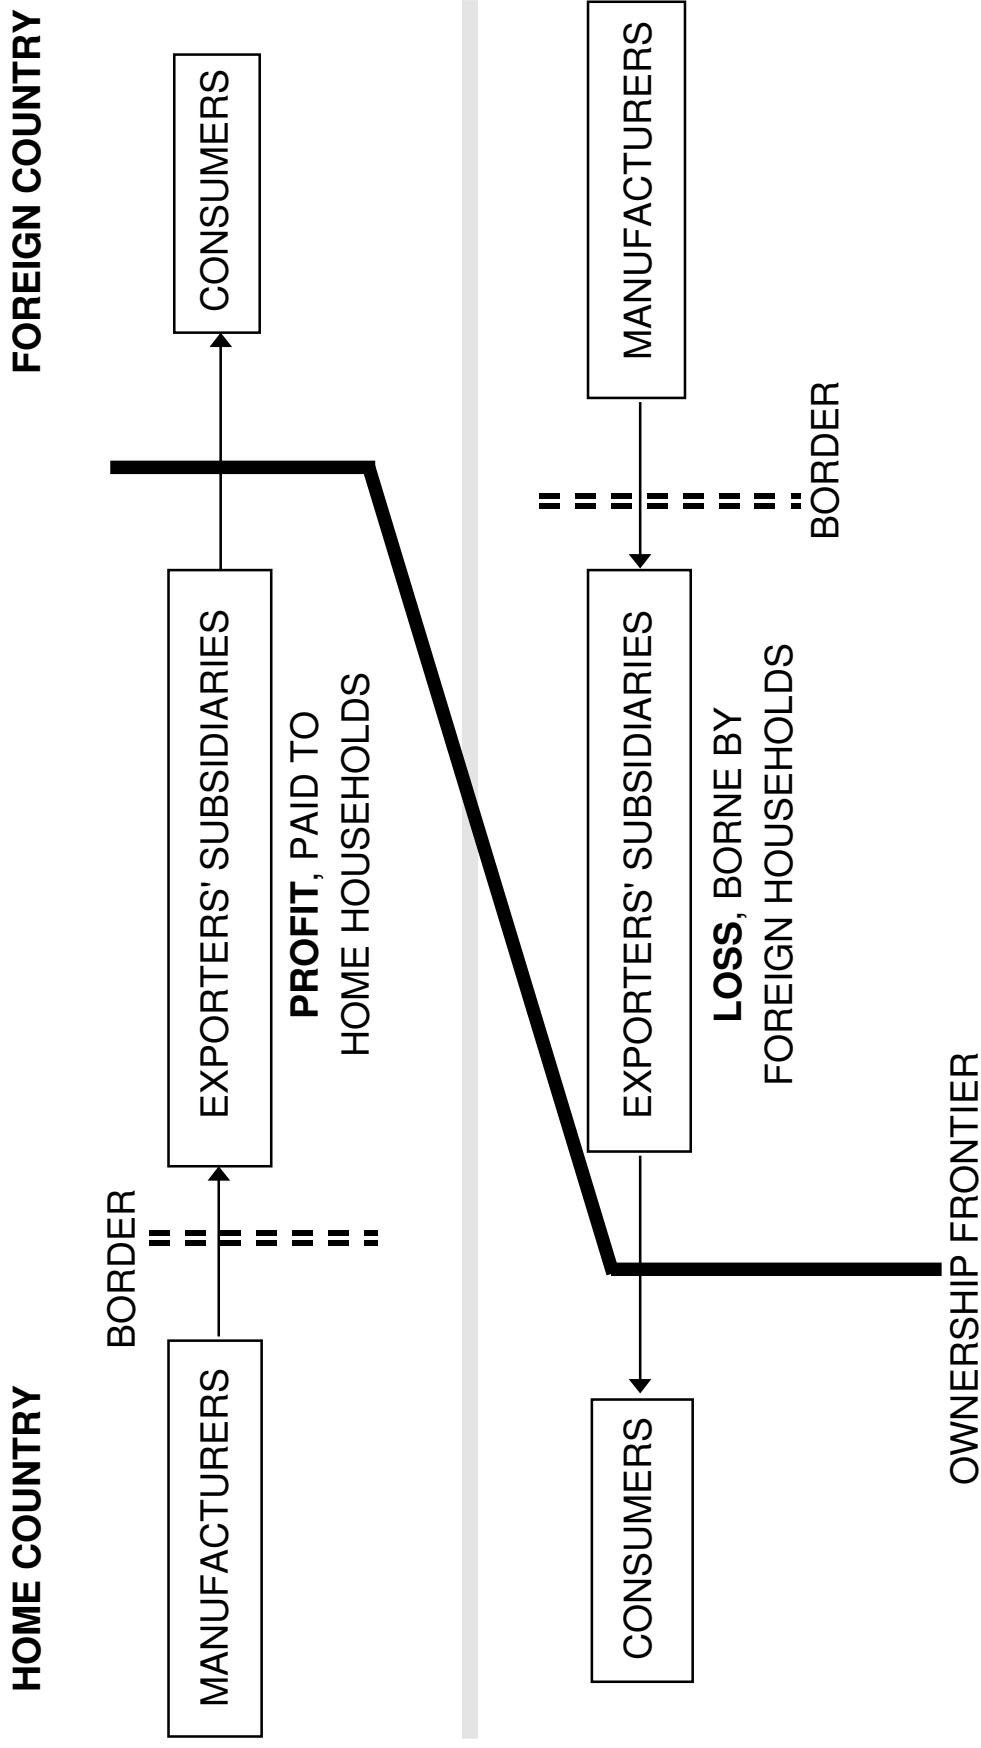 HOME COUNTRY
FOREIGN COUNTRY
BORDER
MANUFACTURERS
EXPORTERS' SUBSIDIARIES
CONSUMERS
PROFIT, PAID TO
HOME HOUSEHOLDS
CONSUMERS
EXPORTERS' SUBSIDIARIES
MANUFACTURERS
LOSS, BORNE BY
FOREIGN HOUSEHOLDS
BORDER
OWNERSHIP FRONTIER